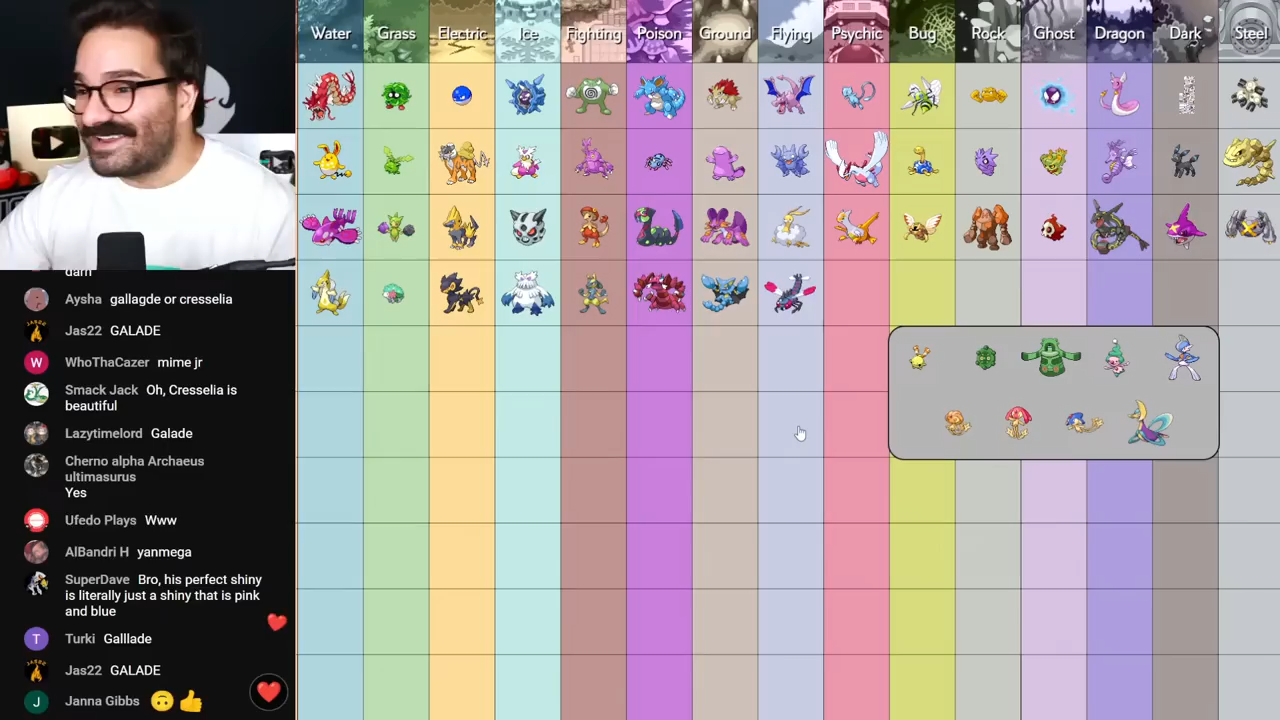 Water Grass Electric Ice Fighting Poison Ground Flying Psychic Bug Rock Ghost Dragon Dark Steel
darn
Aysha gallagde or cresselia
Jas22 GALADE
WhoThaCazer mime jr
Smack Jack Oh, Cresselia is
beautiful
Lazytimelord Galade
Cherno alpha Archaeus
ultimasurus
Yes
Ufedo Plays Www
AlBandri H yanmega
SuperDave Bro, his perfect shiny
is literally just a shiny that is pink
and blue
Turki Galllade
Jas22 GALADE
Janna Gibbs 🙃👍
W
T
J